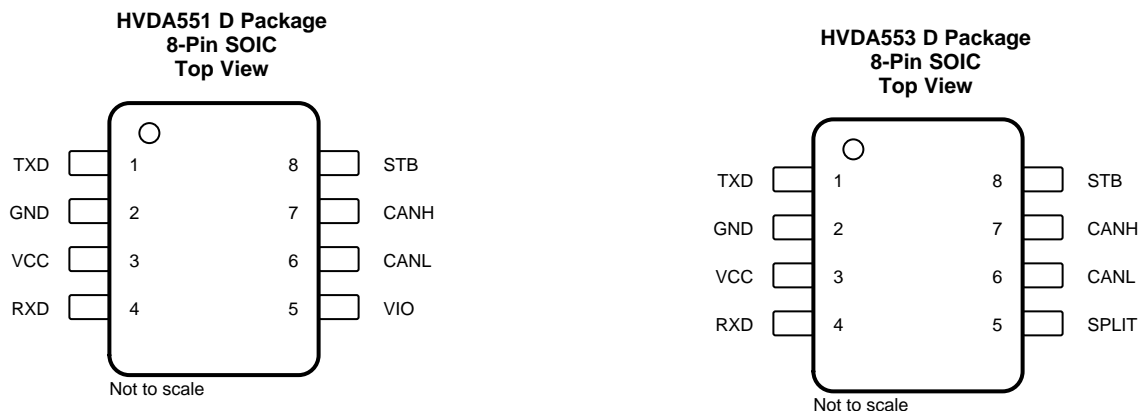 HVDA551 D Package
8-Pin SOIC
Top View
TXD 1 8 STB
GND 2 7 CANH
VCC 3 6 CANL
RXD 4 5 VIO
Not to scale
HVDA553 D Package
8-Pin SOIC
Top View
TXD 1 8 STB
GND 2 7 CANH
VCC 3 6 CANL
RXD 4 5 SPLIT
Not to scale